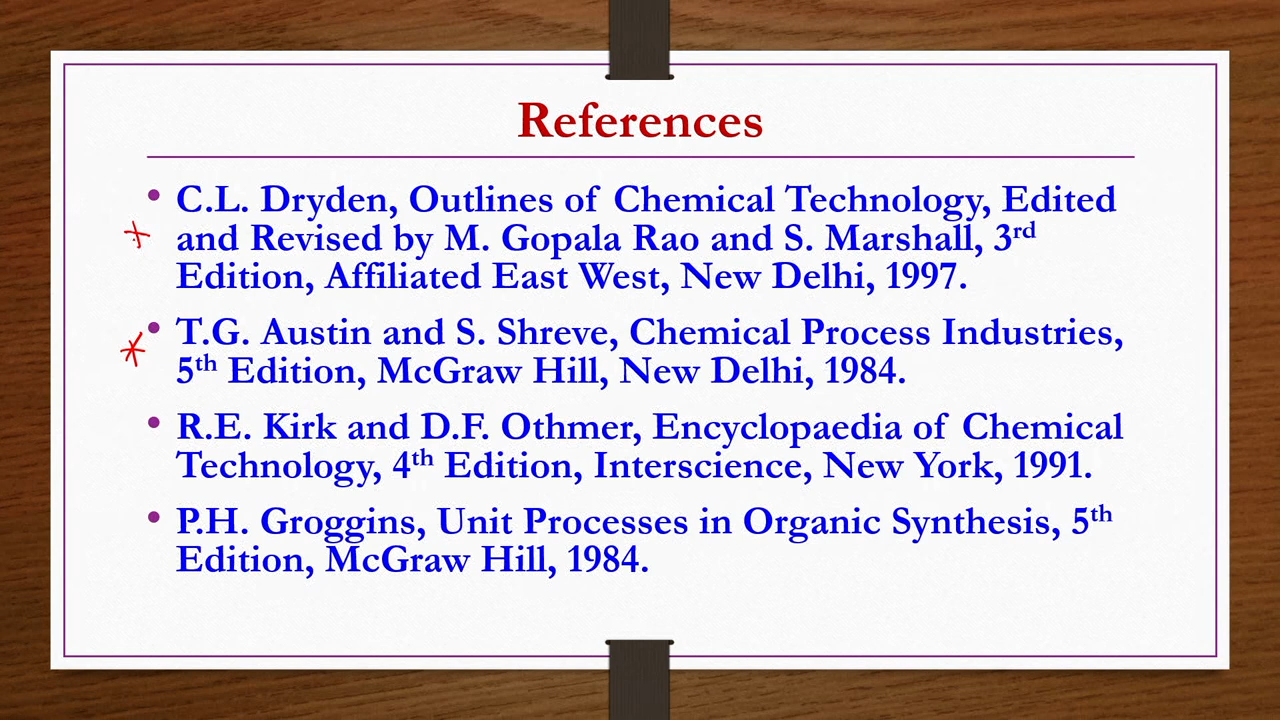 References
• C.L. Dryden, Outlines of Chemical Technology, Edited
and Revised by M. Gopala Rao and S. Marshall, 3rd
Edition, Affiliated East West, New Delhi, 1997.
• T.G. Austin and S. Shreve, Chemical Process Industries,
5th Edition, McGraw Hill, New Delhi, 1984.
• R.E. Kirk and D.F. Othmer, Encyclopaedia of Chemical
Technology, 4th Edition, Interscience, New York, 1991.
• P.H. Groggins, Unit Processes in Organic Synthesis, 5th
Edition, McGraw Hill, 1984.